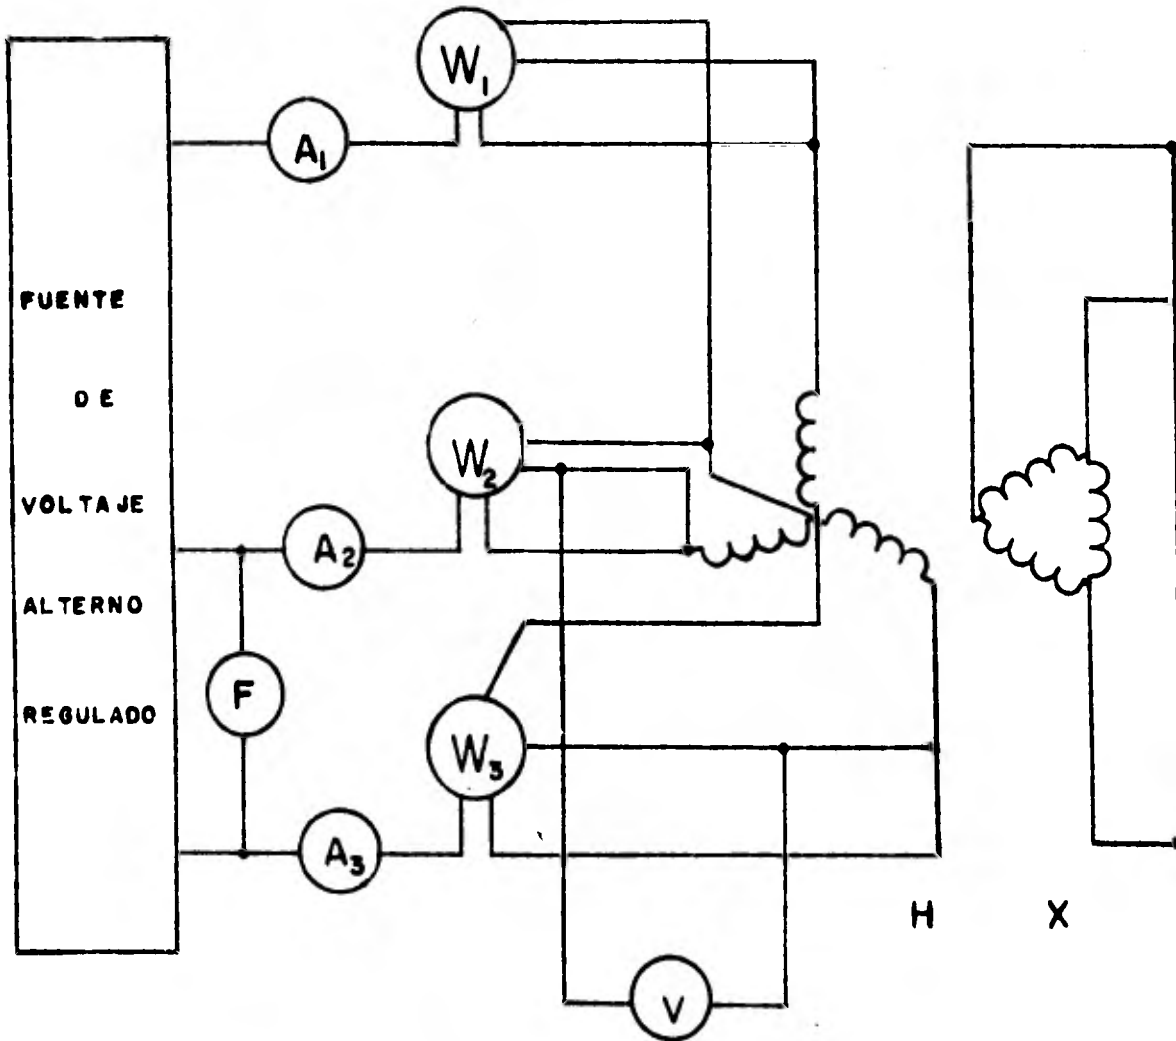 W1
A1
FUENTE
DE
VOLTAJE
ALTERNO
REGULADO
W2
A2
F
W3
A3
H X
V